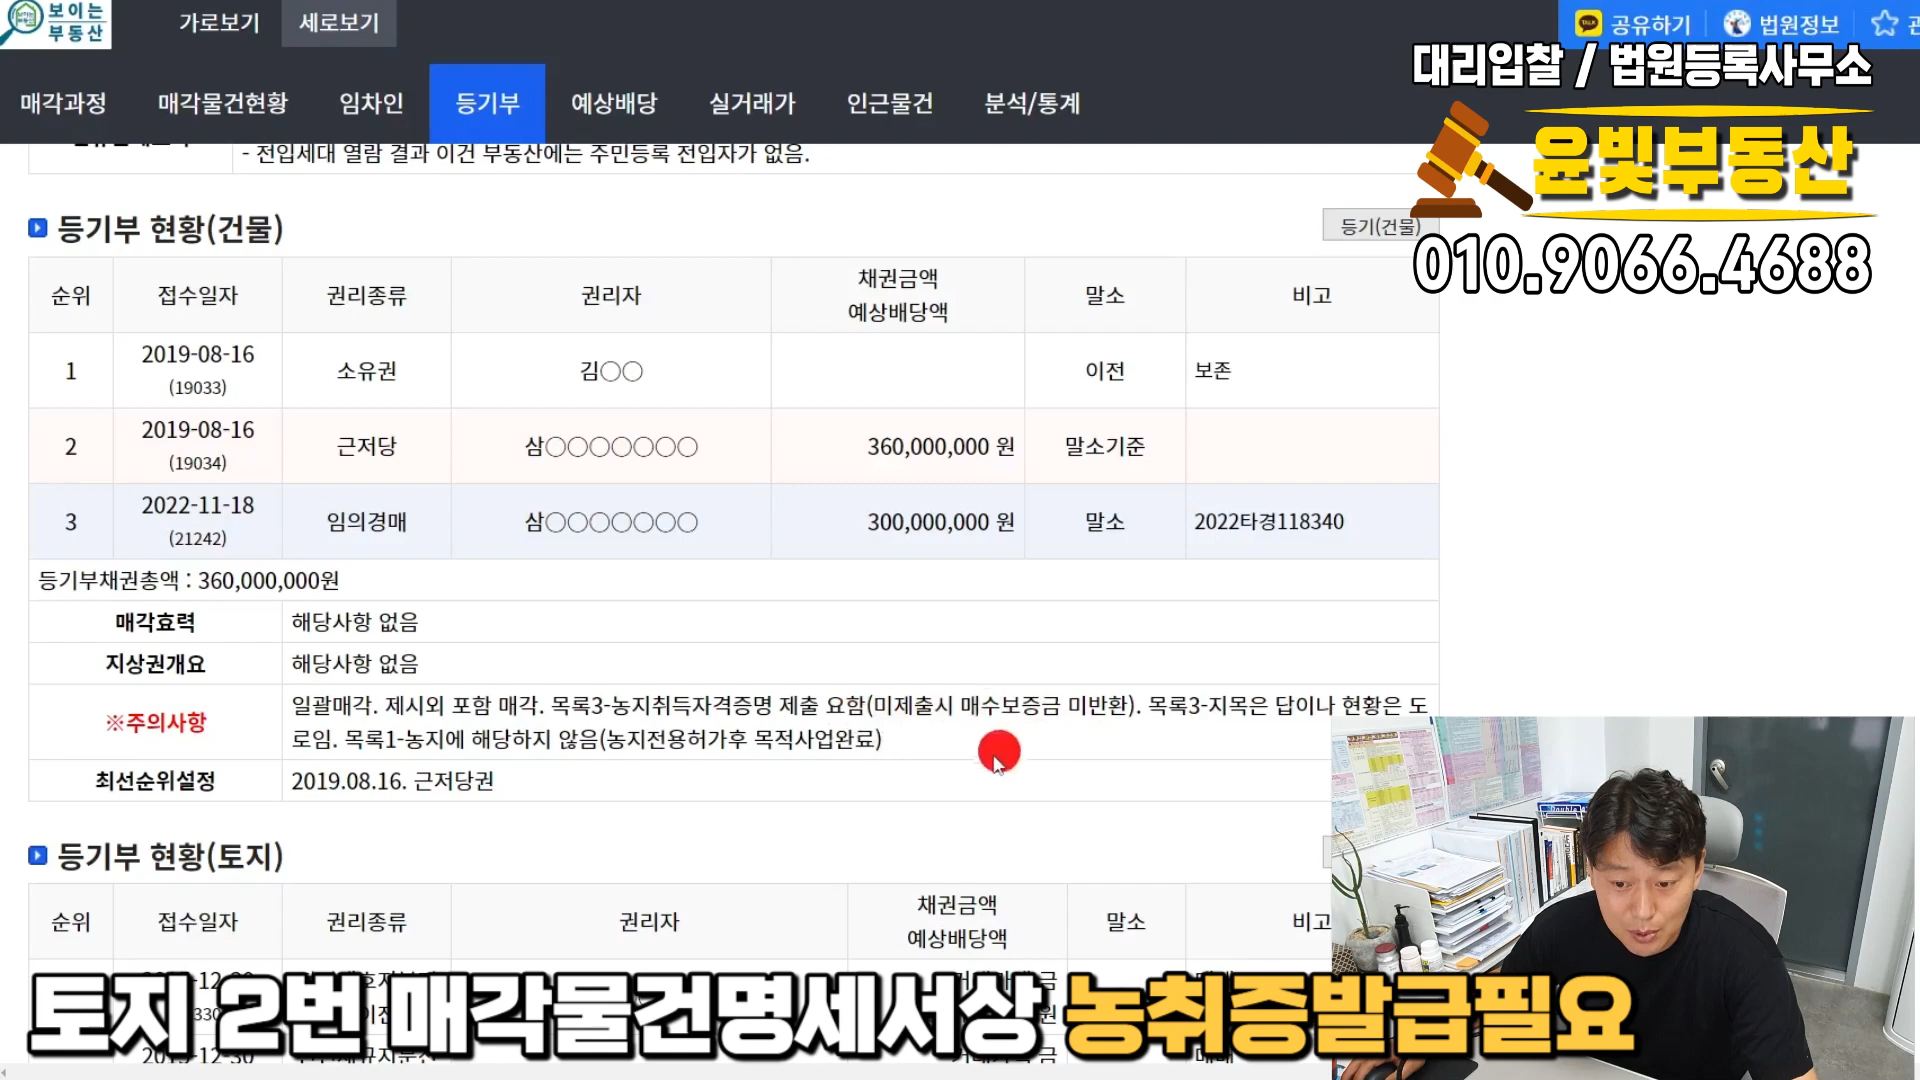 보이는
부동산
가로보기
세로보기
공유하기
법원정보
대리입찰 / 법원등록사무소
매각과정
매각물건현황
임차인
등기부
예상배당
실거래가
인근물건
분석/통계
윤빛부동산
010.9066.4688
- 전입세대 열람 결과 이건 부동산에는 주민등록 전입자가 없음.
등기부 현황(건물)
등기(건물)
순위 접수일자 권리종류 권리자 채권금액 예상배당액 말소 비고
1 2019-08-16 (19033) 소유권 김○○ 이전 보존
2 2019-08-16 (19034) 근저당 삼○○○○○○○ 360,000,000 원 말소기준
3 2022-11-18 (21242) 임의경매 삼○○○○○○○ 300,000,000 원 말소 2022타경118340
등기부채권총액 : 360,000,000원
매각효력 해당사항 없음
지상권개요 해당사항 없음
※주의사항 일괄매각. 제시외 포함 매각. 목록3-농지취득자격증명 제출 요함(미제출시 매수보증금 미반환). 목록3-지목은 답이나 현황은 도
로임. 목록1-농지에 해당하지 않음(농지전용허가후 목적사업완료)
최선순위설정 2019.08.16. 근저당권
등기부 현황(토지)
순위 접수일자 권리종류 권리자 채권금액 예상배당액 말소 비고
토지 2번 매각물건명세서상 농취증발급필요